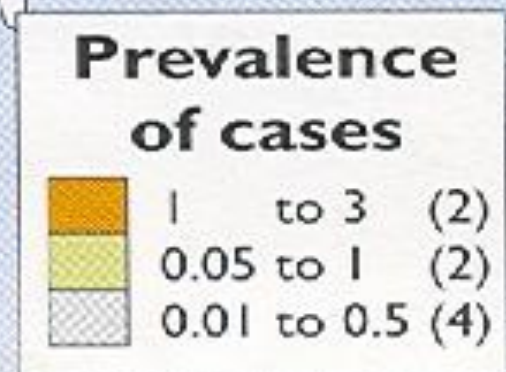 Prevalence
of cases
1 to 3 (2)
0.05 to 1 (2)
0.01 to 0.5 (4)